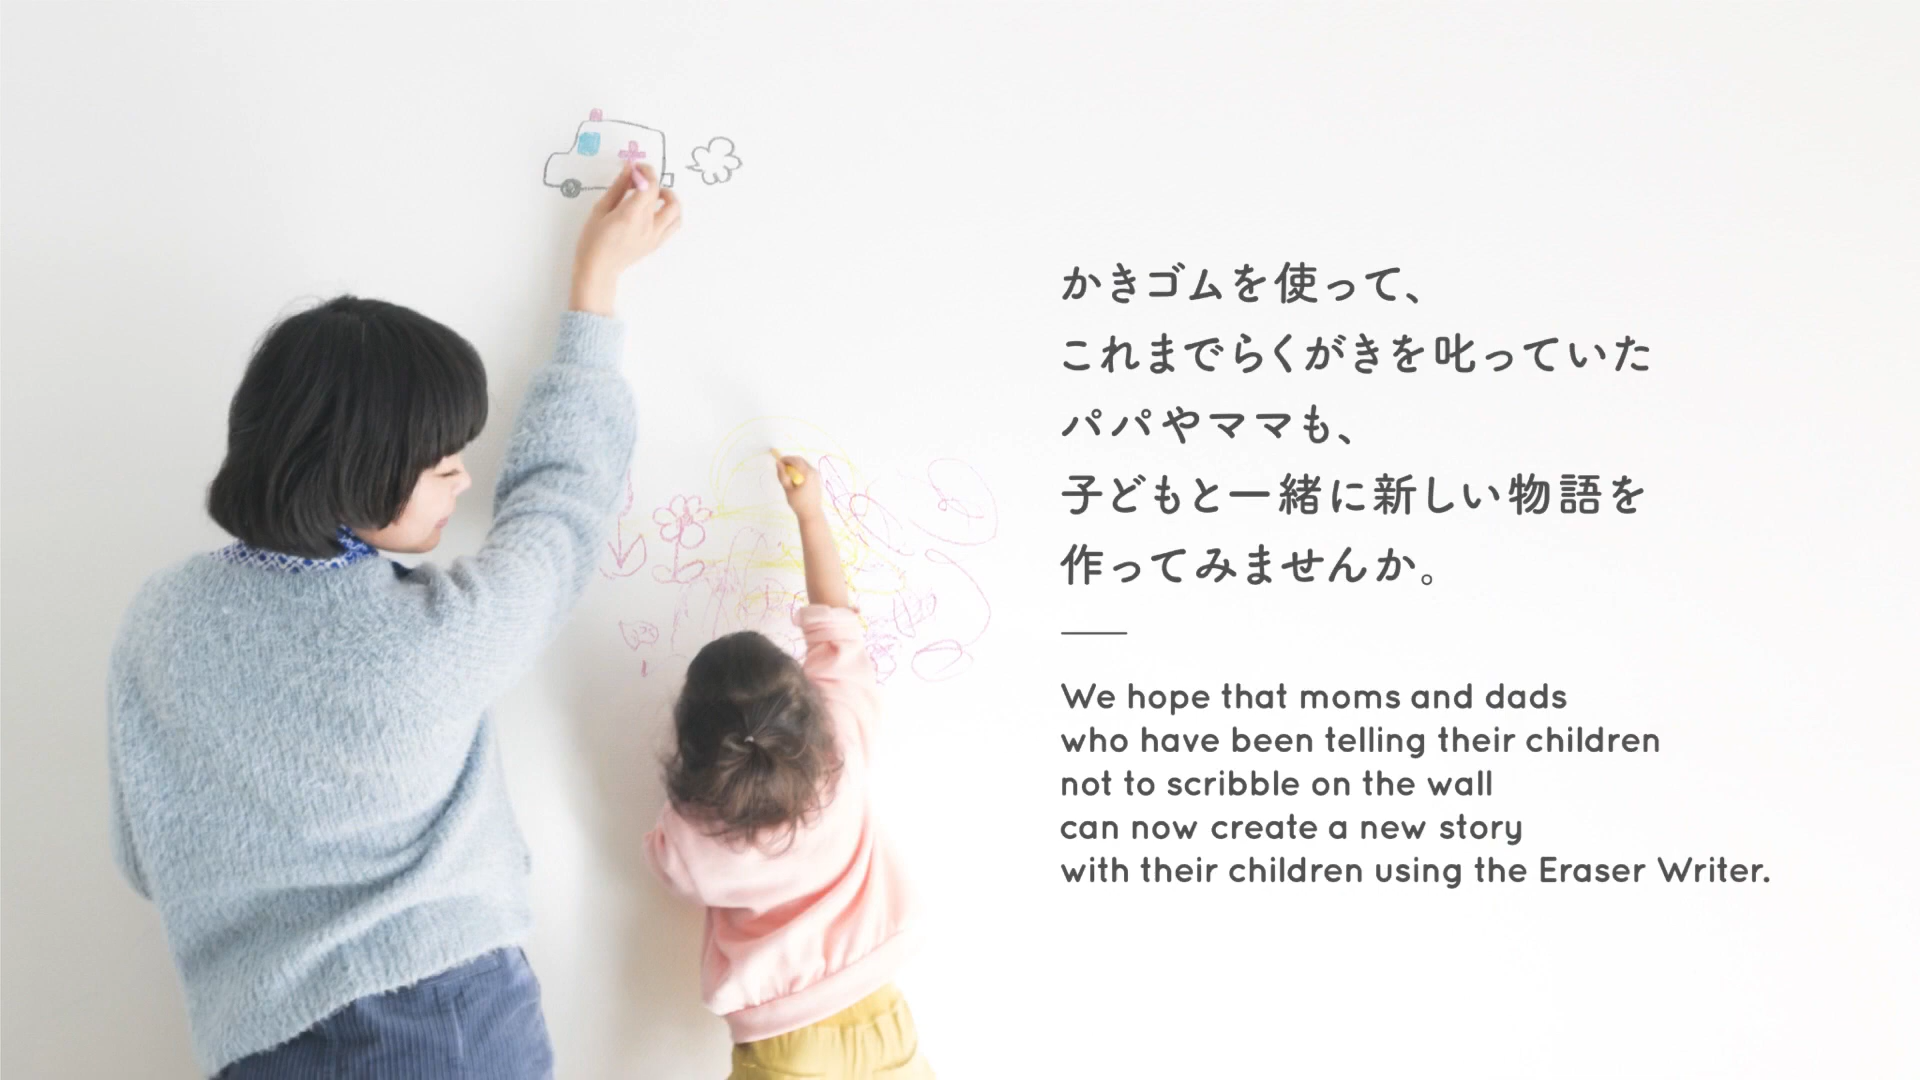 かきゴムを使って、
これまでらくがきを叱っていた
パパやママも、
子どもと一緒に新しい物語を
作ってみませんか。
We hope that moms and dads
who have been telling their children
not to scribble on the wall
can now create a new story
with their children using the Eraser Writer.